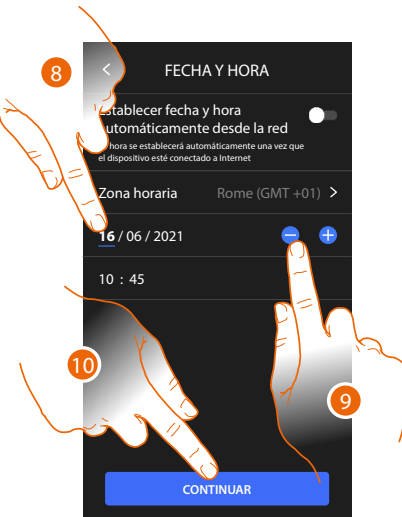 8
FECHA Y HORA
Establecer fecha y hora
automáticamente desde la red
hora se establecerá automáticamente una vez que
el dispositivo esté conectado a Internet
Zona horaria Rome (GMT +01) >
16 / 06 / 2021
10 : 45
10
9
CONTINUAR